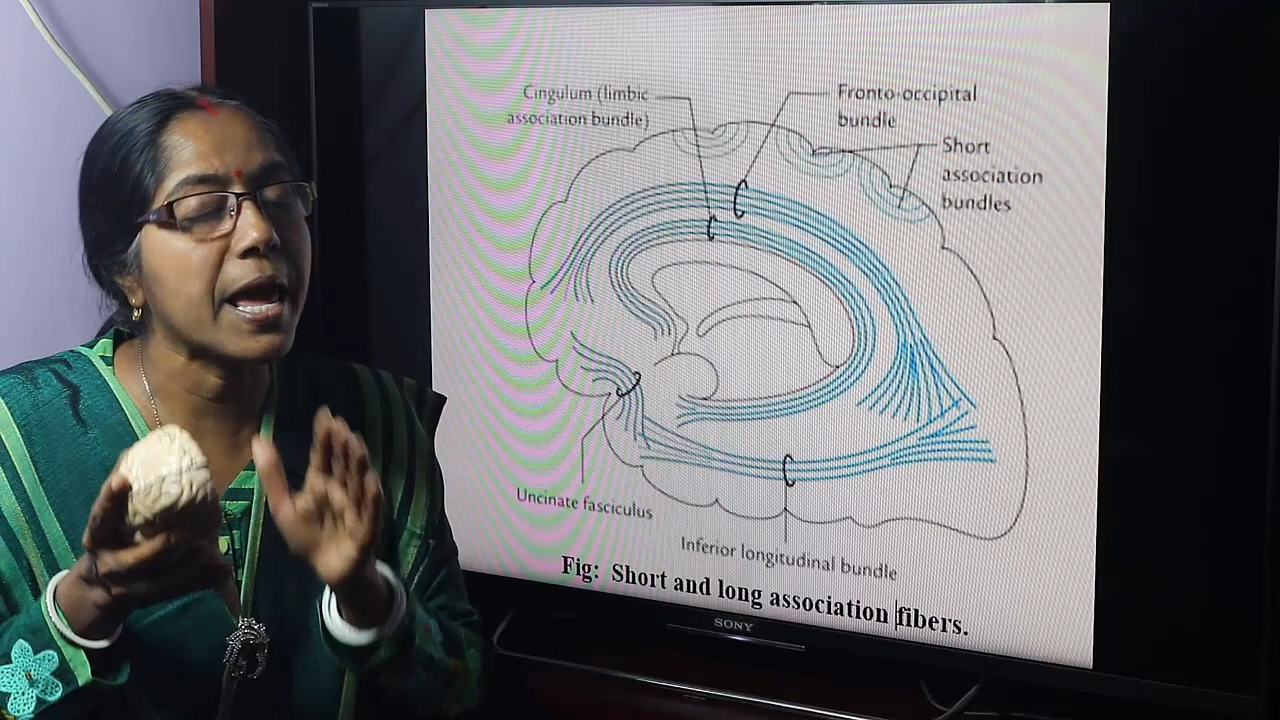 Cingulum (limbic
association bundle)
Fronto-occipital
bundle
Short
association
bundles
Uncinate fasciculus
Inferior longitudinal bundle
Fig: Short and long association fibers.
SONY